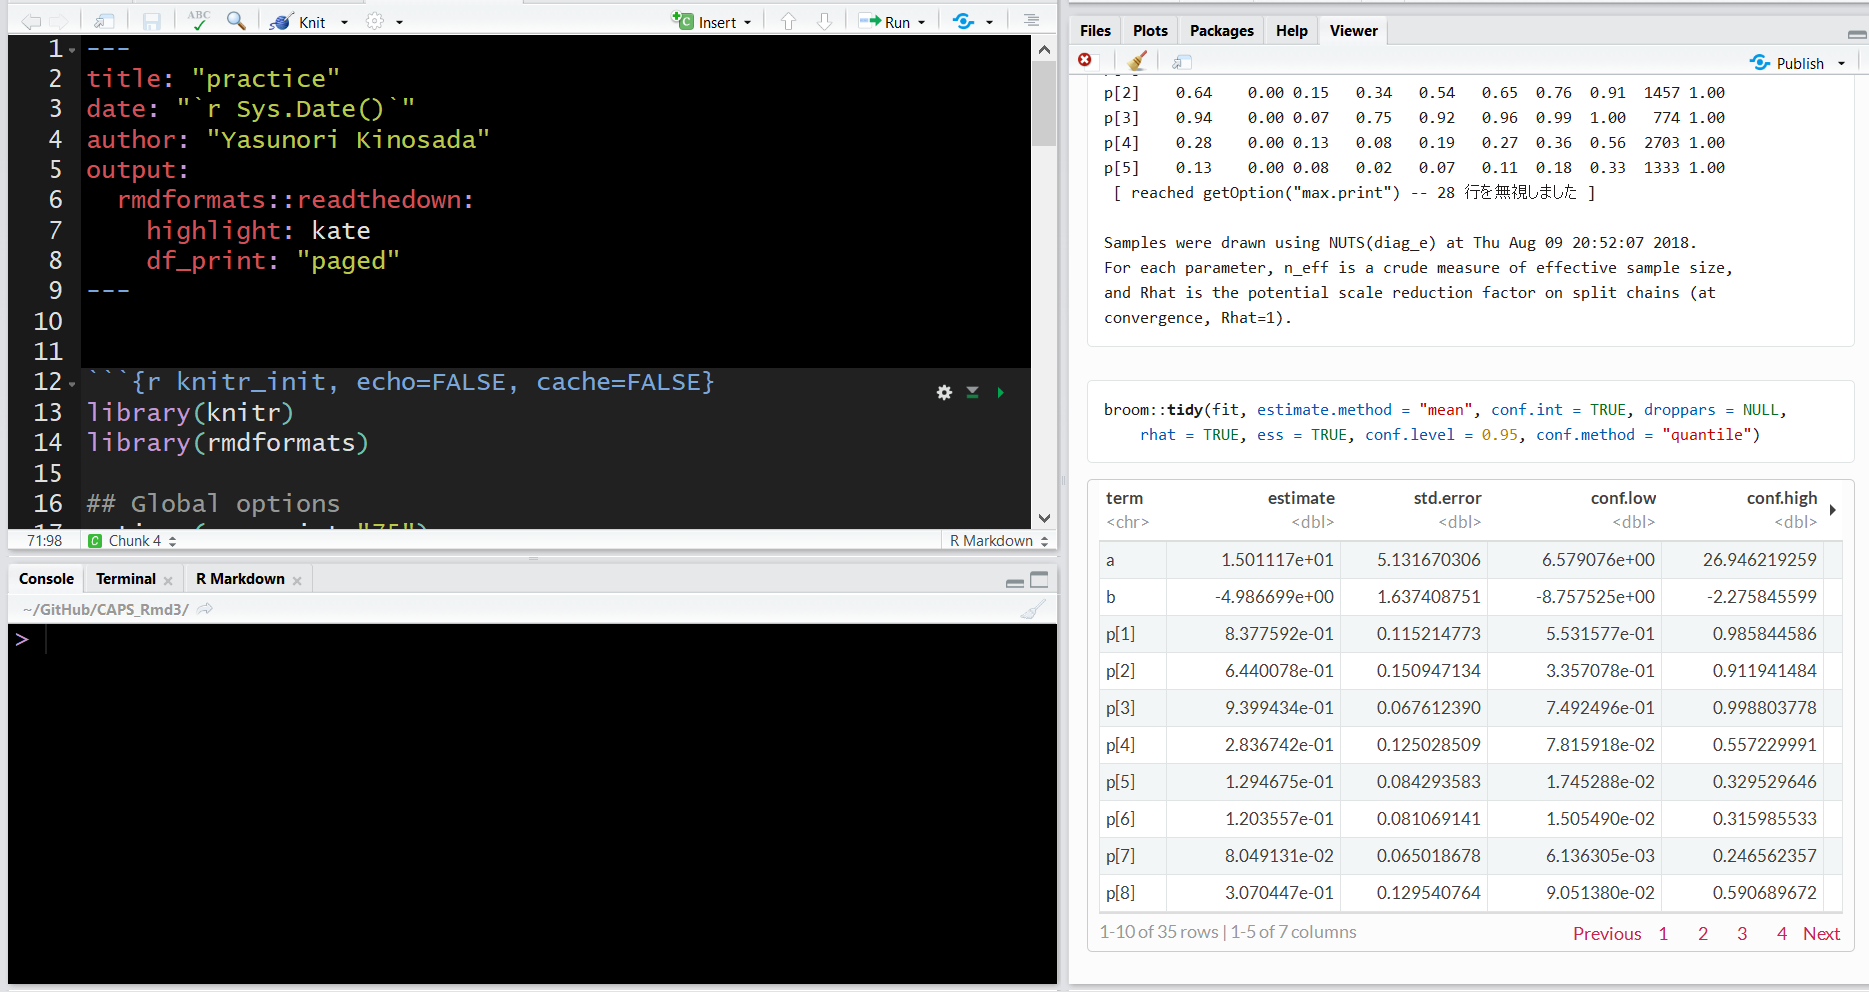 ABC
Knit
Insert
Run
1 ---
2 title: "practice"
3 date: "`r Sys.Date()`"
4 author: "Yasunori Kinosada"
5 output:
6 rmdformats::readthedown:
7 highlight: kate
8 df_print: "paged"
9 ---
10
11
12 ```{r knitr_init, echo=FALSE, cache=FALSE}
13 library(knitr)
14 library(rmdformats)
15
16 ## Global options
71:98 C Chunk 4 R Markdown
Console Terminal R Markdown
~/GitHub/CAPS_Rmd3/
>
Files Plots Packages Help Viewer
Publish
p[2] 0.64 0.00 0.15 0.34 0.54 0.65 0.76 0.91 1457 1.00
p[3] 0.94 0.00 0.07 0.75 0.92 0.96 0.99 1.00 774 1.00
p[4] 0.28 0.00 0.13 0.08 0.19 0.27 0.36 0.56 2703 1.00
p[5] 0.13 0.00 0.08 0.02 0.07 0.11 0.18 0.33 1333 1.00
[ reached getOption("max.print") -- 28 行を無視しました ]
Samples were drawn using NUTS(diag_e) at Thu Aug 09 20:52:07 2018.
For each parameter, n_eff is a crude measure of effective sample size,
and Rhat is the potential scale reduction factor on split chains (at
convergence, Rhat=1).
broom::tidy(fit, estimate.method = "mean", conf.int = TRUE, droppars = NULL,
rhat = TRUE, ess = TRUE, conf.level = 0.95, conf.method = "quantile")
term estimate std.error conf.low conf.high
<chr> <dbl> <dbl> <dbl> <dbl>
a 1.501117e+01 5.131670306 6.579076e+00 26.946219259
b -4.986699e+00 1.637408751 -8.757525e+00 -2.275845599
p[1] 8.377592e-01 0.115214773 5.531577e-01 0.985844586
p[2] 6.440078e-01 0.150947134 3.357078e-01 0.911941484
p[3] 9.399434e-01 0.067612390 7.492496e-01 0.998803778
p[4] 2.836742e-01 0.125028509 7.815918e-02 0.557229991
p[5] 1.294675e-01 0.084293583 1.745288e-02 0.329529646
p[6] 1.203557e-01 0.081069141 1.505490e-02 0.315985533
p[7] 8.049131e-02 0.065018678 6.136305e-03 0.246562357
p[8] 3.070447e-01 0.129540764 9.051380e-02 0.590689672
1-10 of 35 rows | 1-5 of 7 columns Previous 1 2 3 4 Next